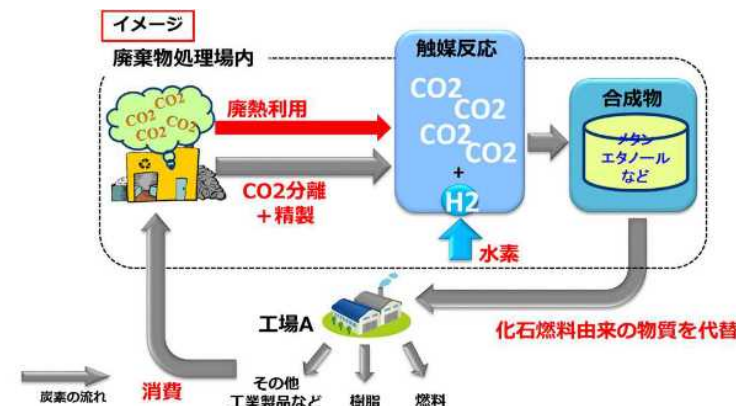 イメージ
廃棄物処理場内
CO2 CO2
CO2 CO2
CO2
廃熱利用
CO2分離
+精製
触媒反応
CO2
CO2
CO2
CO2
+
H2
水素
合成物
メタン
エタノール
など
工場A
化石燃料由来の物質を代替
その他
工業製品など
樹脂
燃料
消費
炭素の流れ